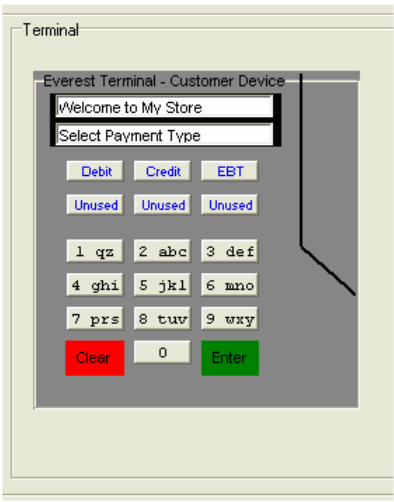 Terminal
Everest Terminal - Customer Device
Welcome to My Store
Select Payment Type
Debit Credit EBT
Unused Unused Unused
1 qz 2 abc 3 def
4 ghi 5 jkl 6 mno
7 prs 8 tuv 9 wxy
Clear 0 Enter